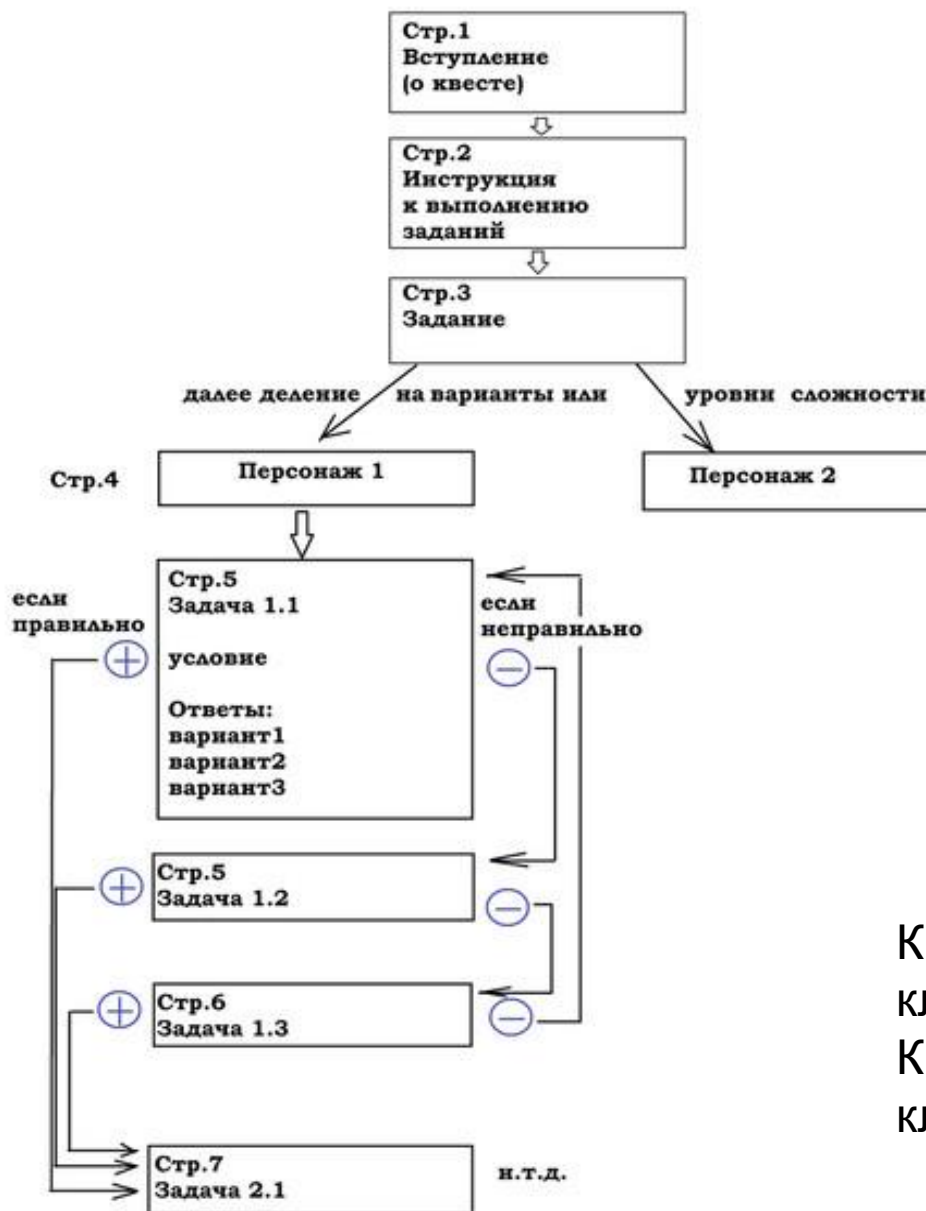 Стр.1
Вступление
(о квесте)
Стр.2
Инструкция
к выполнению
заданий
Стр.3
Задание
далее деление на варианты или уровни сложности
Стр.4
Персонаж 1
Персонаж 2
если
правильно
Стр.5
Задача 1.1
условие
Ответы:
вариант1
вариант2
вариант3
если
неправильно
Стр.5
Задача 1.2
Стр.6
Задача 1.3
Стр.7
Задача 2.1
и.т.д.